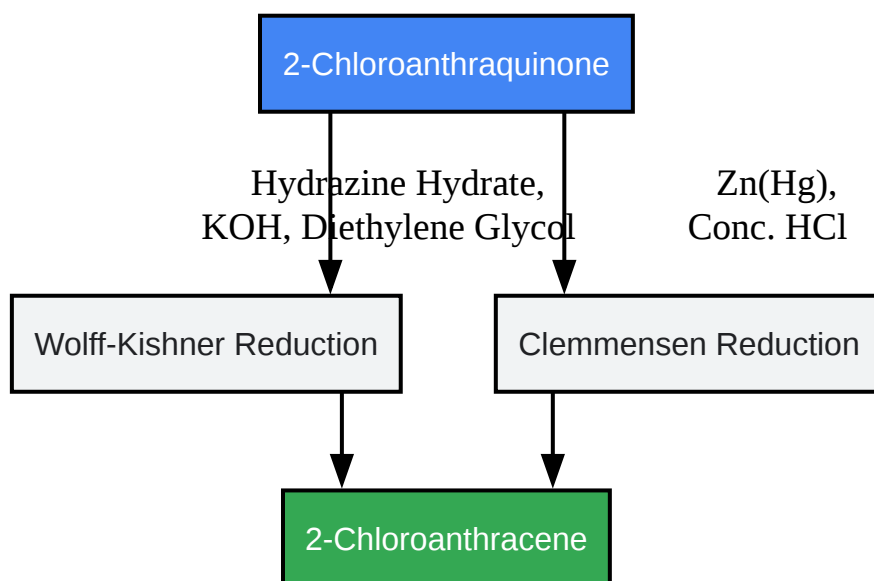 2-Chloroanthraquinone
Hydrazine Hydrate,
KOH, Diethylene Glycol
Zn(Hg),
Conc. HCl
Wolff-Kishner Reduction
Clemmensen Reduction
2-Chloroanthracene